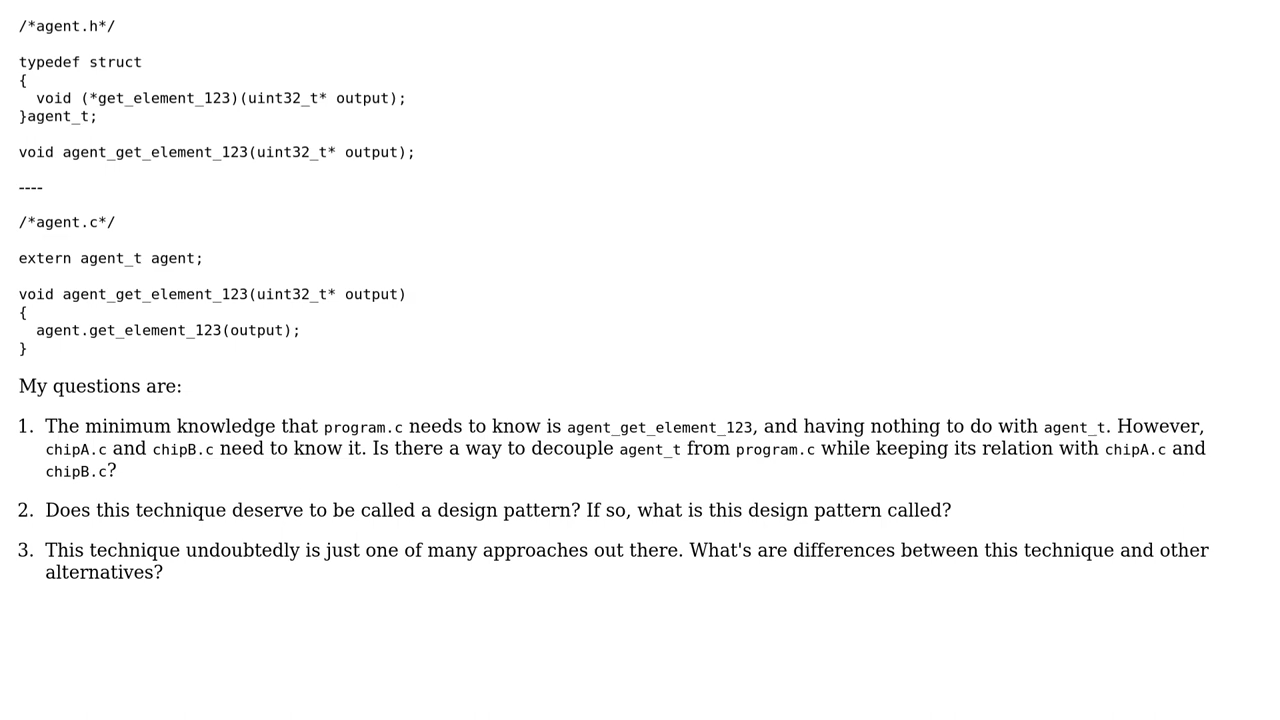 /*agent.h*/
typedef struct
{
  void (*get_element_123)(uint32_t* output);
}agent_t;
void agent_get_element_123(uint32_t* output);
----
/*agent.c*/
extern agent_t agent;
void agent_get_element_123(uint32_t* output)
{
  agent.get_element_123(output);
}
My questions are:
1. The minimum knowledge that program.c needs to know is agent_get_element_123, and having nothing to do with agent_t. However,
chipA.c and chipB.c need to know it. Is there a way to decouple agent_t from program.c while keeping its relation with chipA.c and
chipB.c?
2. Does this technique deserve to be called a design pattern? If so, what is this design pattern called?
3. This technique undoubtedly is just one of many approaches out there. What's are differences between this technique and other
alternatives?